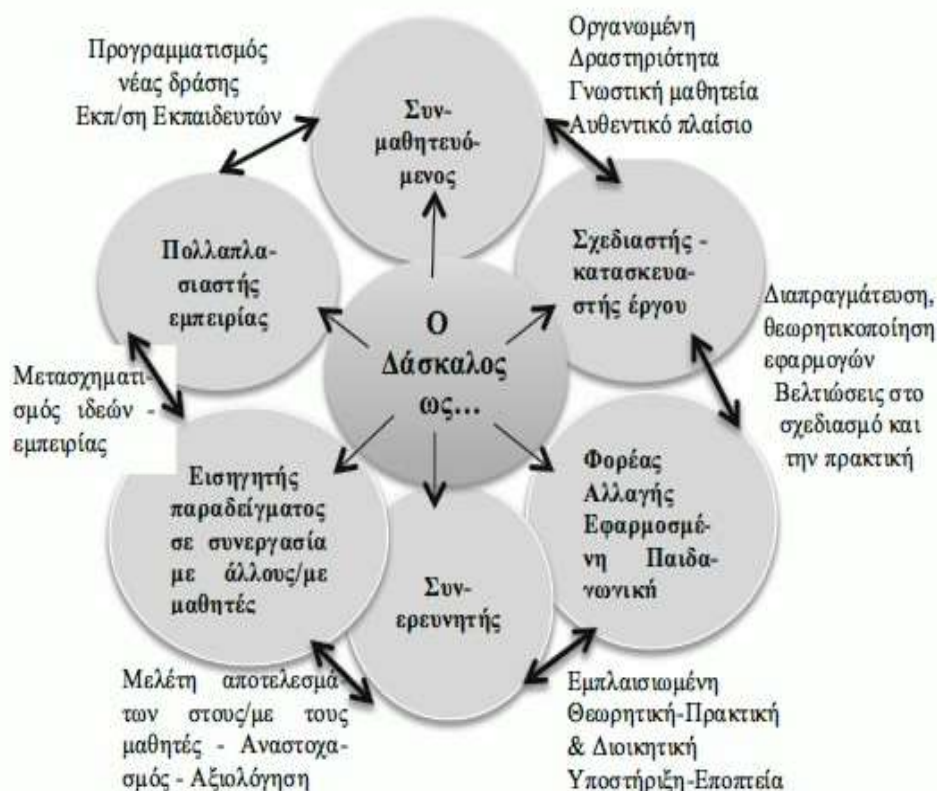 Προγραμματισμός
νέας δράσης
Εκπ/ση Εκπαιδευτών
Οργανωμένη
Δραστηριότητα
Γνωστική μαθητεία
Αυθεντικό πλαίσιο
Συν-
μαθητευό-
μενος
Πολλαπλα-
σιαστής
εμπειρίας
Σχεδιαστής -
κατασκευα-
στής έργου
Ο
Δάσκαλος
ως...
Διαπραγμάτευση,
θεωρητικοποίηση
εφαρμογών
Βελτιώσεις στο
σχεδιασμό και
την πρακτική
Μετασχηματι-
σμός ιδεών -
εμπειρίας
Εισηγητής
παραδείγματος
σε συνεργασία
με άλλους/με
μαθητές
Φορέας
Αλλαγής
Εφαρμοσμέ-
νη Παιδα-
γωγική
Συν-
ερευνητής
Μελέτη αποτελεσμά
των στους/με τους
μαθητές - Αναστοχα-
σμός - Αξιολόγηση
Εμπλαισιωμένη
Θεωρητική-Πρακτική
& Διοικητική
Υποστήριξη-Εποπτεία